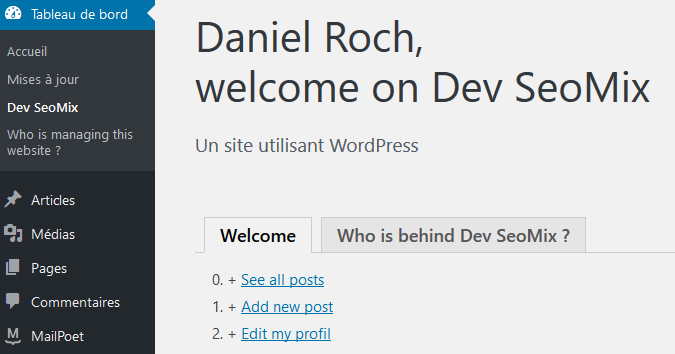 Tableau de bord
Accueil
Mises à jour
Dev SeoMix
Who is managing this
website ?
Articles
Médias
Pages
Commentaires
MailPoet
Daniel Roch,
welcome on Dev SeoMix
Un site utilisant WordPress
Welcome
Who is behind Dev SeoMix ?
0. + See all posts
1. + Add new post
2. + Edit my profil